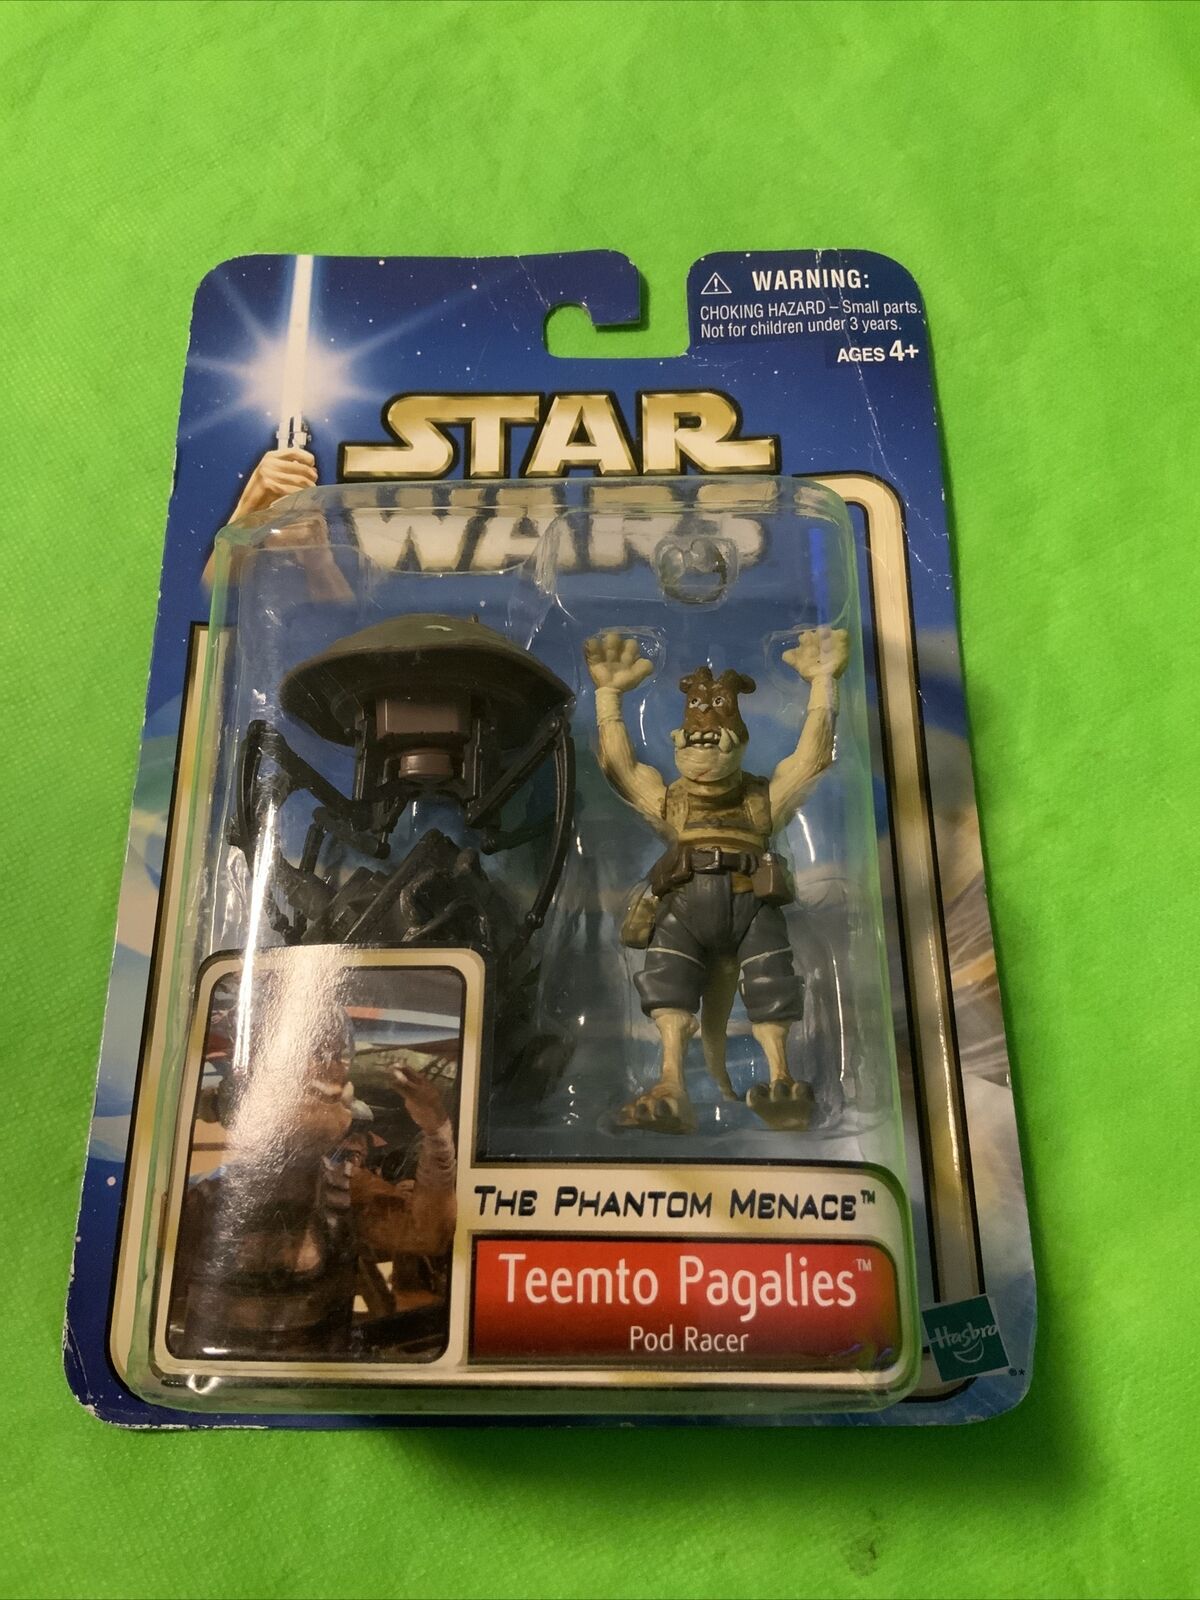 WARNING:
CHOKING HAZARD – Small parts.
Not for children under 3 years.
AGES 4+
STAR
WARS
THE PHANTOM MENACE™
Teemto Pagalies™
Pod Racer
Hasbro
®*